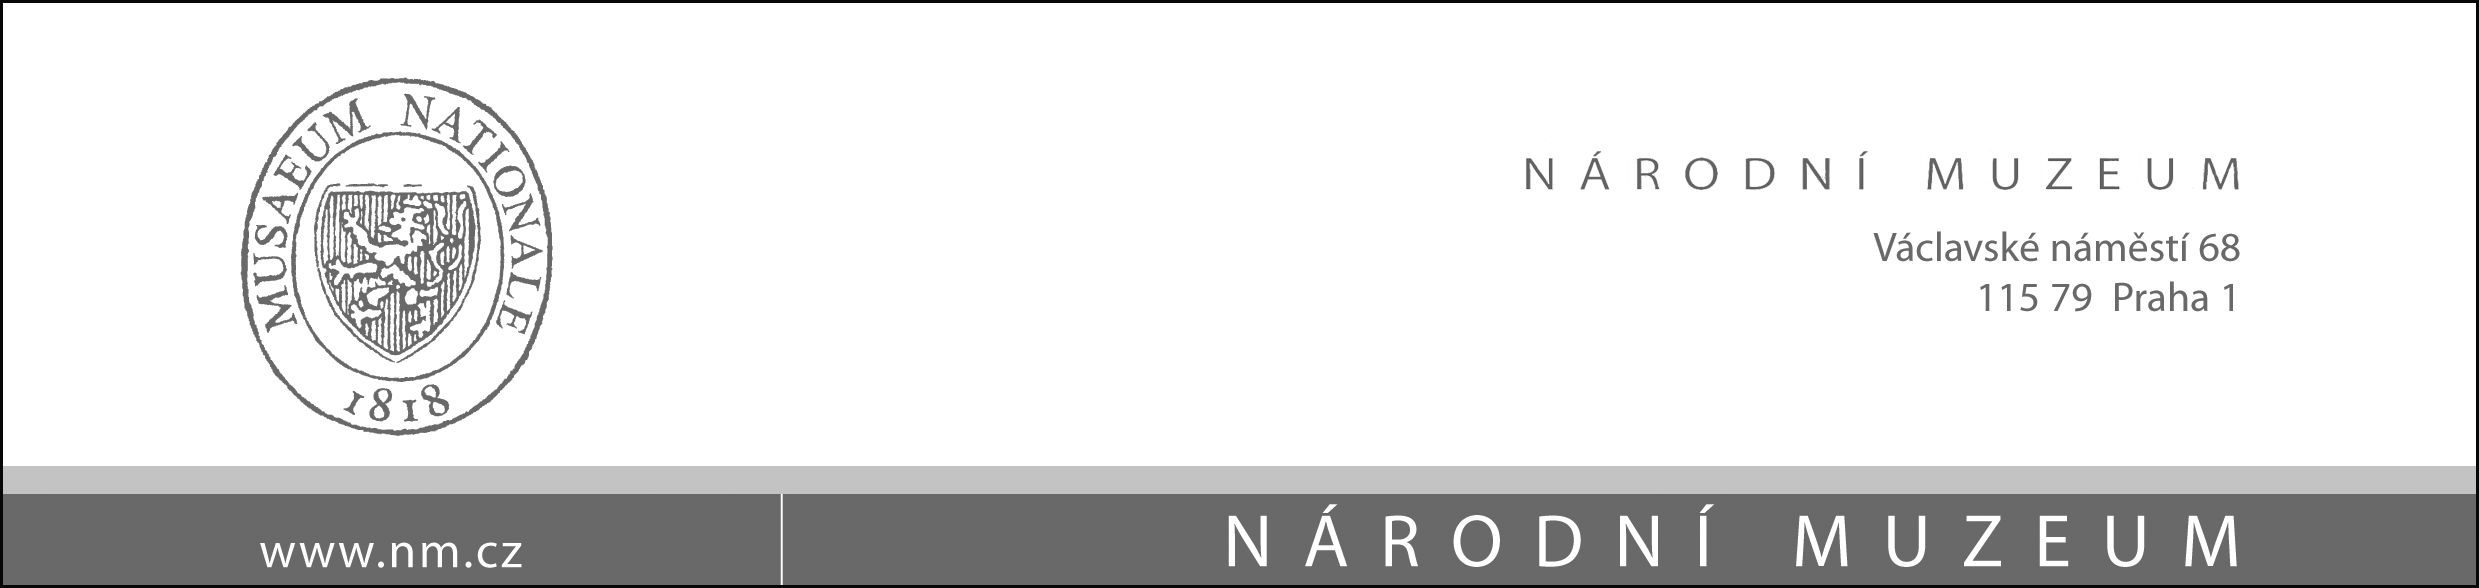 MUSAEUM NATIONALE
1818
NÁRODNÍ MUZEUM
Václavské náměstí 68
115 79 Praha 1
www.nm.cz
NÁRODNÍ MUZEUM